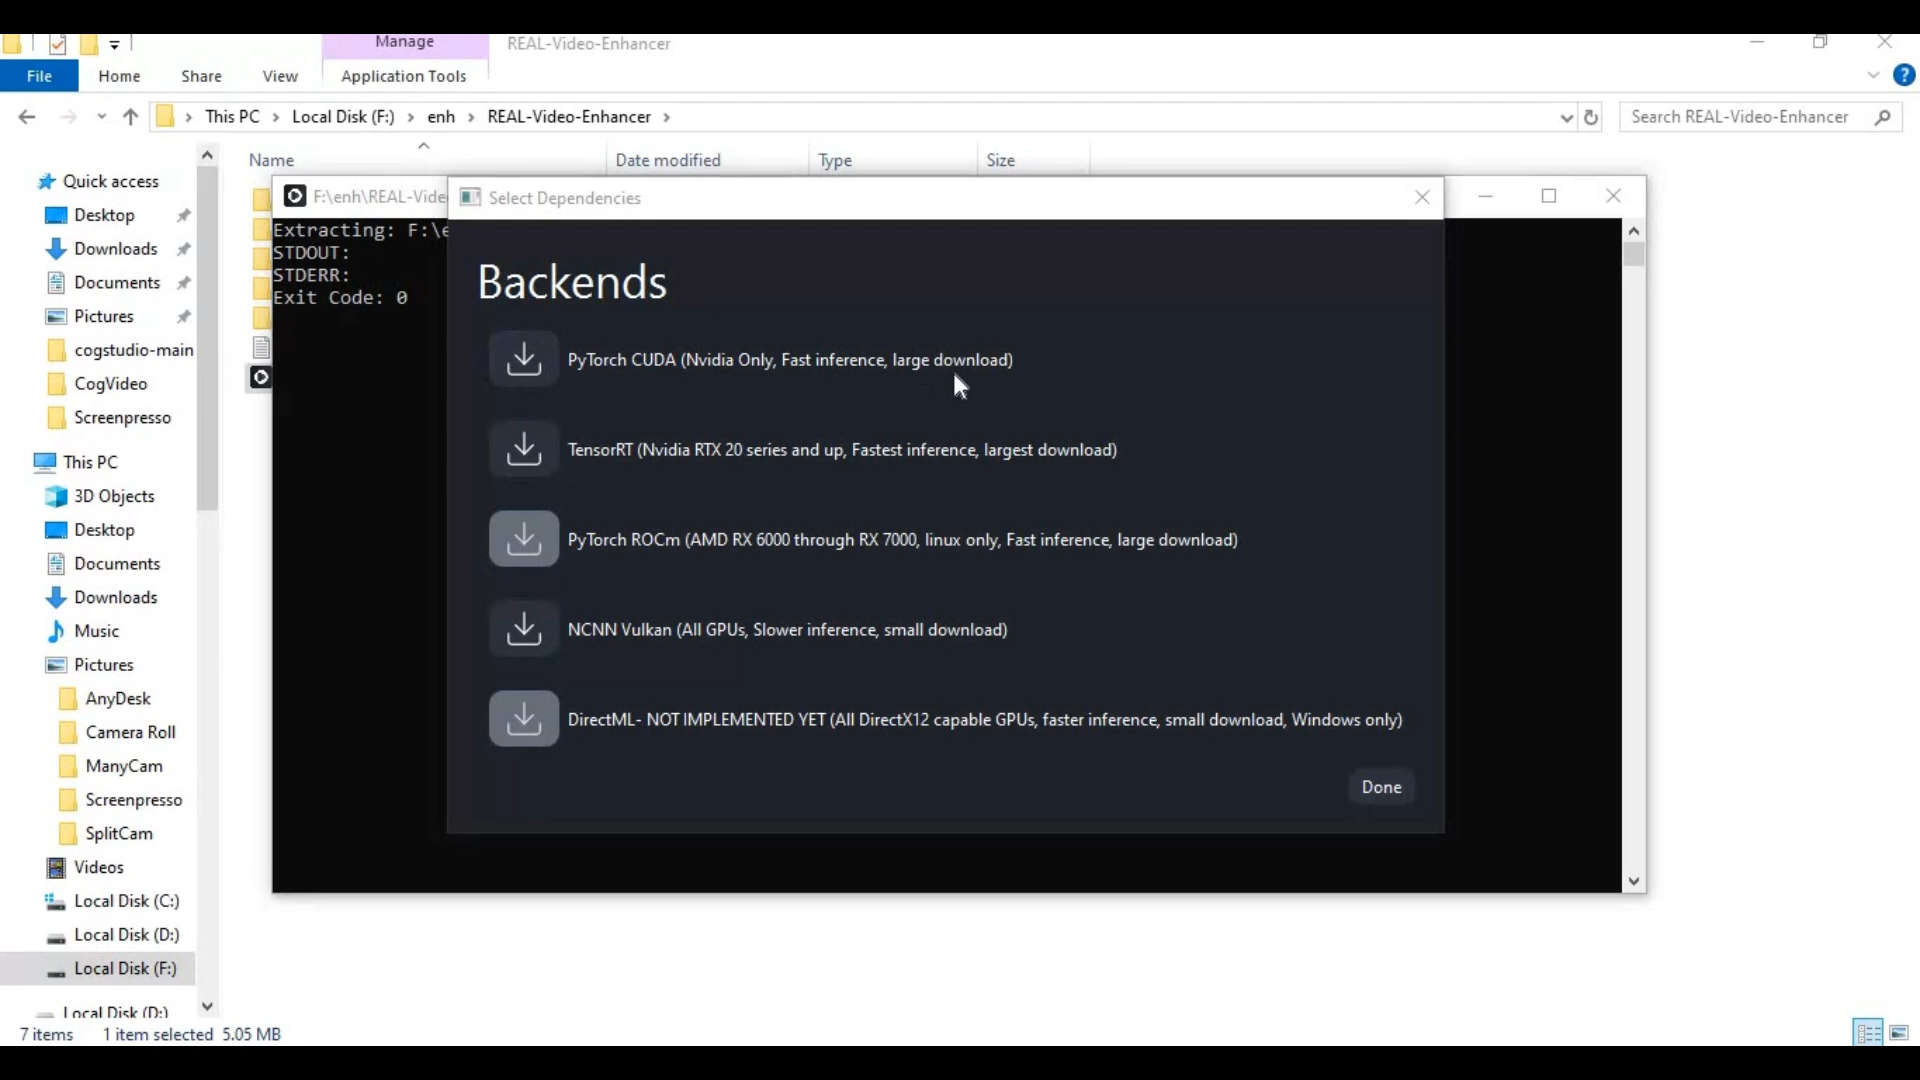 Manage
REAL-Video-Enhancer
File
Home
Share
View
Application Tools
This PC
Local Disk (F:)
enh
REAL-Video-Enhancer
Search REAL-Video-Enhancer
Name
Date modified
Type
Size
Quick access
Desktop
Downloads
Documents
Pictures
cogstudio-main
CogVideo
Screenpresso
This PC
3D Objects
Desktop
Documents
Downloads
Music
Pictures
AnyDesk
Camera Roll
ManyCam
Screenpresso
SplitCam
Videos
Local Disk (C:)
Local Disk (D:)
Local Disk (F:)
Local Disk (D:)
F:\enh\REAL-Vide
Extracting: F:\e
STDOUT:
STDERR:
Exit Code: 0
Select Dependencies
Backends
PyTorch CUDA (Nvidia Only, Fast inference, large download)
TensorRT (Nvidia RTX 20 series and up, Fastest inference, largest download)
PyTorch ROCm (AMD RX 6000 through RX 7000, linux only, Fast inference, large download)
NCNN Vulkan (All GPUs, Slower inference, small download)
DirectML- NOT IMPLEMENTED YET (All DirectX12 capable GPUs, faster inference, small download, Windows only)
Done
7 items
1 item selected 5.05 MB